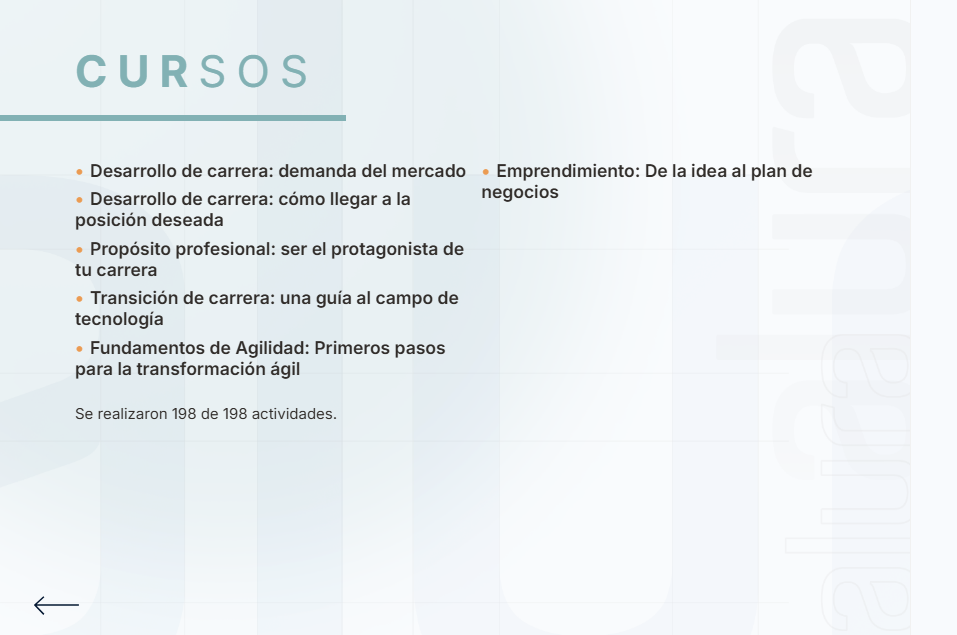 CURSOS
• Desarrollo de carrera: demanda del mercado
• Desarrollo de carrera: cómo llegar a la
posición deseada
• Propósito profesional: ser el protagonista de
tu carrera
• Transición de carrera: una guía al campo de
tecnología
• Fundamentos de Agilidad: Primeros pasos
para la transformación ágil
• Emprendimiento: De la idea al plan de
negocios
Se realizaron 198 de 198 actividades.
alura
alura